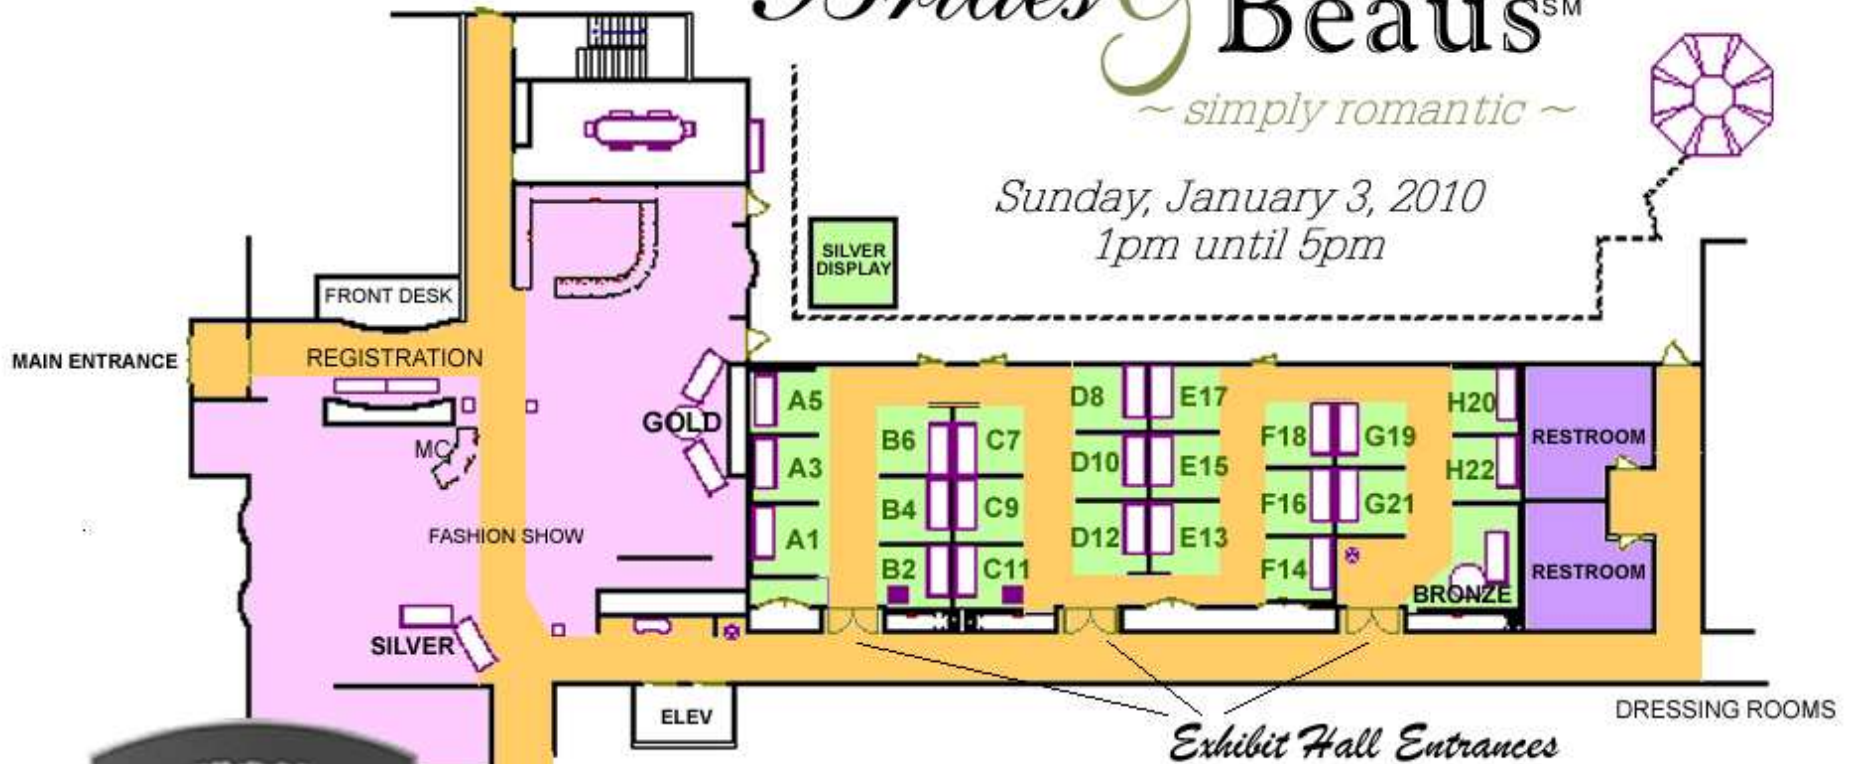 Brides & Beaus SM
~ simply romantic ~
Sunday, January 3, 2010
1pm until 5pm
SILVER
DISPLAY
FRONT DESK
MAIN ENTRANCE
REGISTRATION
MC
GOLD
FASHION SHOW
SILVER
A5
A3
A1
B6
B4
B2
C7
C9
C11
D8
D10
D12
E17
E15
E13
F18
F16
F14
G19
G21
H20
H22
BRONZE
RESTROOM
RESTROOM
ELEV
DRESSING ROOMS
Exhibit Hall Entrances